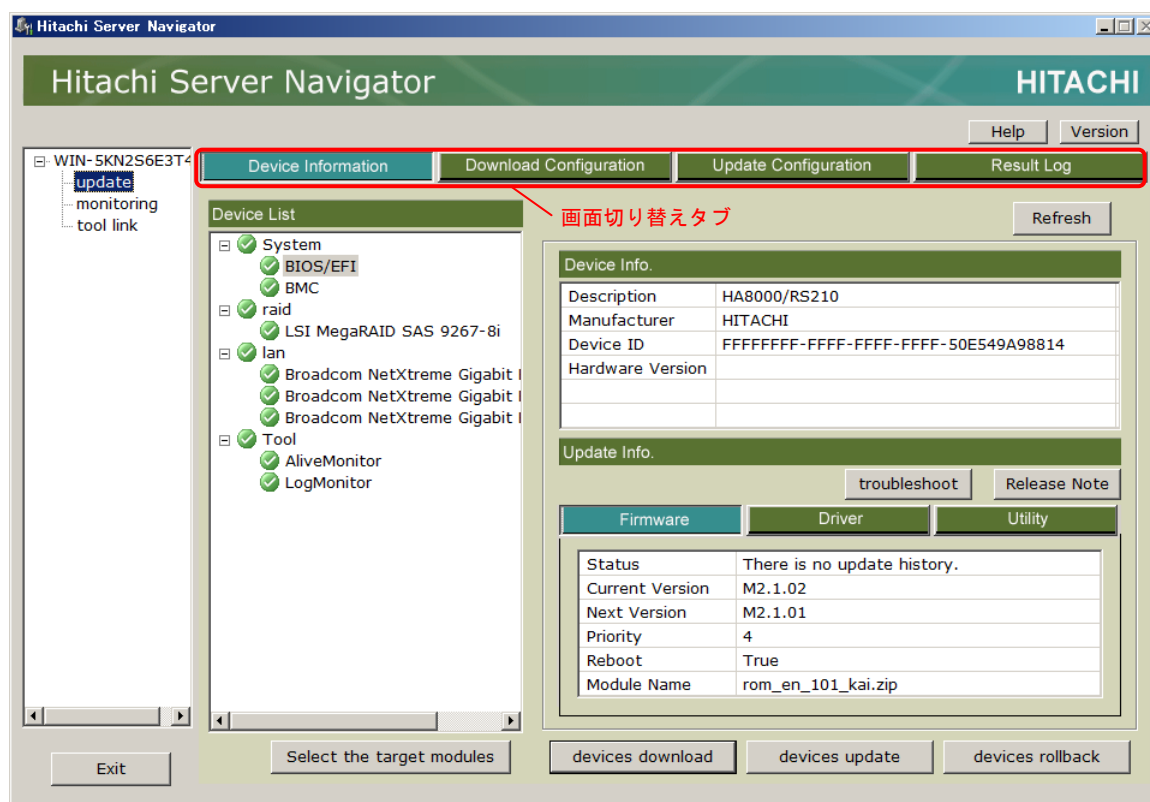 Hitachi Server Navigator
Hitachi Server Navigator
HITACHI
Help
Version
WIN-5KN2S6E3T4
update
monitoring
tool link
Device Information
Download Configuration
Update Configuration
Result Log
画面切り替えタブ
Refresh
Device List
System
BIOS/EFI
BMC
raid
LSI MegaRAID SAS 9267-8i
lan
Broadcom NetXtreme Gigabit
Broadcom NetXtreme Gigabit
Broadcom NetXtreme Gigabit
Tool
AliveMonitor
LogMonitor
Device Info.
Description HA8000/RS210
Manufacturer HITACHI
Device ID FFFFFFFF-FFFF-FFFF-FFFF-50E549A98814
Hardware Version
Update Info.
troubleshoot
Release Note
Firmware
Driver
Utility
Status There is no update history.
Current Version M2.1.02
Next Version M2.1.01
Priority 4
Reboot True
Module Name rom_en_101_kai.zip
Exit
Select the target modules
devices download
devices update
devices rollback